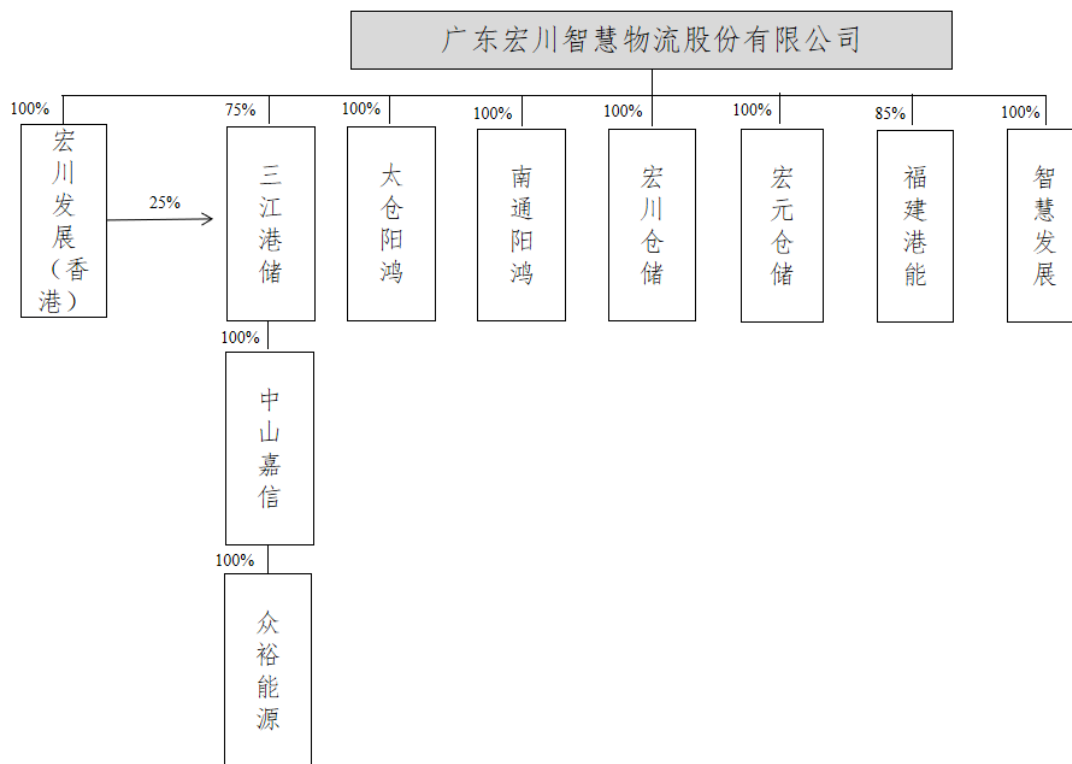 广东宏川智慧物流股份有限公司
100%
75%
100%
100%
100%
100%
85%
100%
宏川发展（香港）
25%
三江港储
太仓阳鸿
南通阳鸿
宏川仓储
宏元仓储
福建港能
智慧发展
100%
中山嘉信
100%
众裕能源